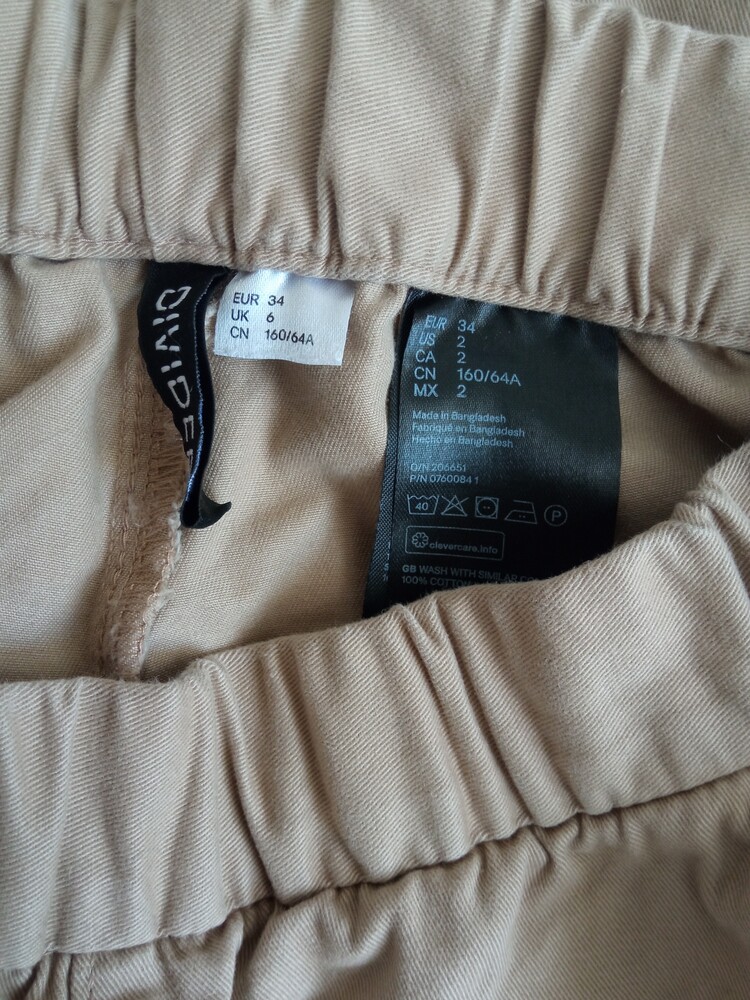 DIVIDED
EUR 34
UK 6
CN 160/64A
EUR 34
US 2
CA 2
CN 160/64A
MX 2
Made in Bangladesh
Fabriqué en Bangladesh
Hecho en Bangladesh
O/N 206651
P/N 0760084 1
40 P
clevercare.info
GB WASH WITH SIMILAR
100% COTTON